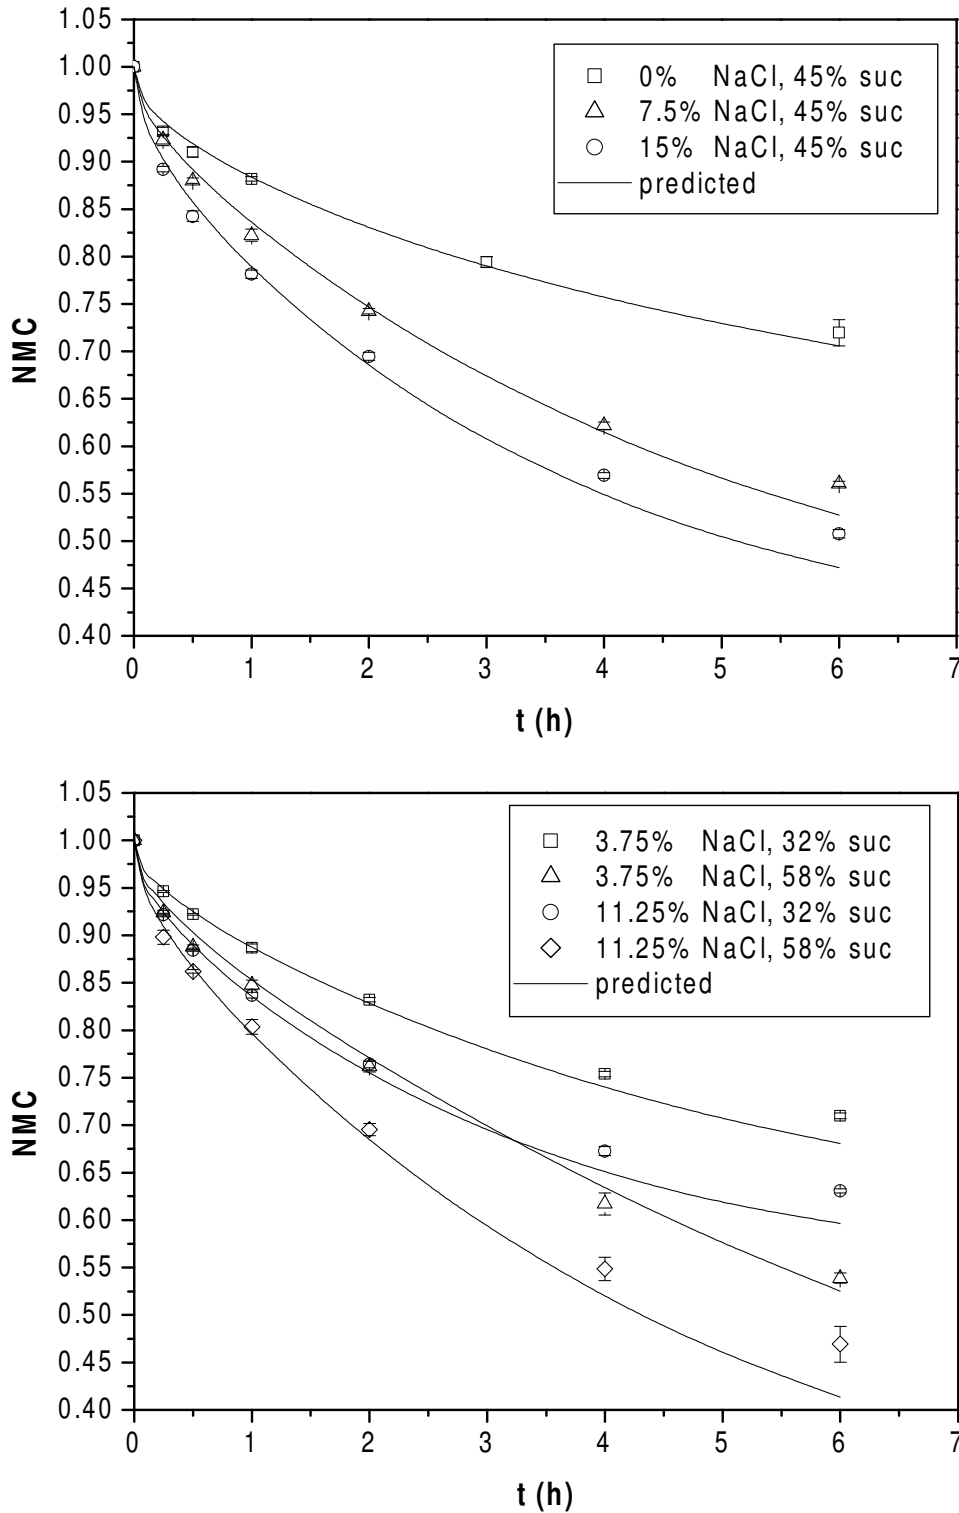 1.05
1.00
0.95
0.90
0.85
0.80
0.75
0.70
0.65
0.60
0.55
0.50
0.45
0.40
NMC
0% NaCl, 45% suc
7.5% NaCl, 45% suc
15% NaCl, 45% suc
predicted
0 1 2 3 4 5 6 7
t (h)
1.05
1.00
0.95
0.90
0.85
0.80
0.75
0.70
0.65
0.60
0.55
0.50
0.45
0.40
NMC
3.75% NaCl, 32% suc
3.75% NaCl, 58% suc
11.25% NaCl, 32% suc
11.25% NaCl, 58% suc
predicted
0 1 2 3 4 5 6 7
t (h)